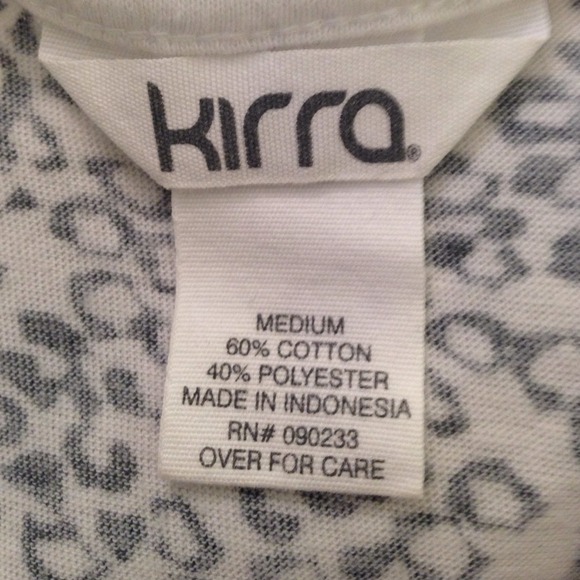 kirra®
MEDIUM
60% COTTON
40% POLYESTER
MADE IN INDONESIA
RN# 090233
OVER FOR CARE